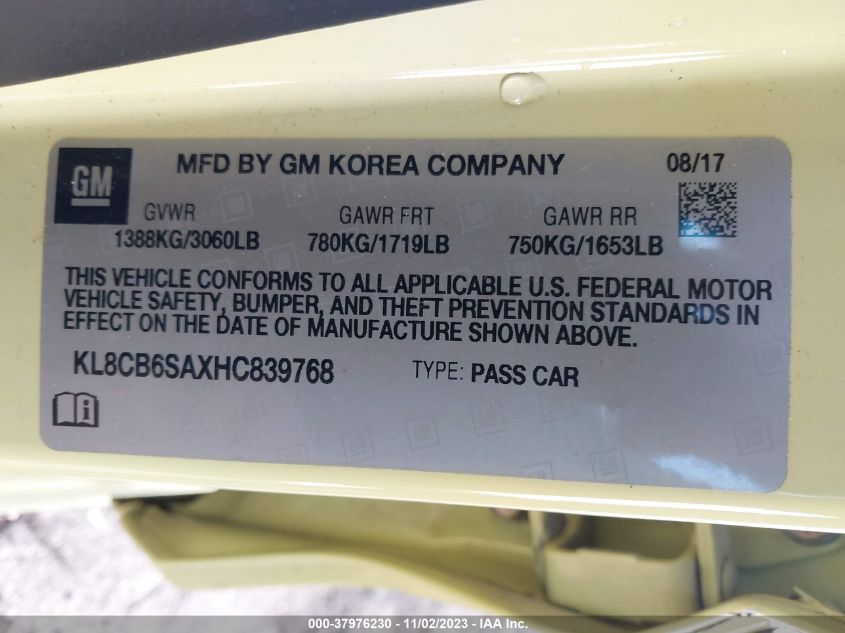 GM
MFD BY GM KOREA COMPANY 08/17
GVWR GAWR FRT GAWR RR
1388KG/3060LB 780KG/1719LB 750KG/1653LB
THIS VEHICLE CONFORMS TO ALL APPLICABLE U.S. FEDERAL MOTOR
VEHICLE SAFETY, BUMPER, AND THEFT PREVENTION STANDARDS IN
EFFECT ON THE DATE OF MANUFACTURE SHOWN ABOVE.
KL8CB6SAXHC839768 TYPE: PASS CAR
000-37976230 - 11/02/2023 - IAA Inc.